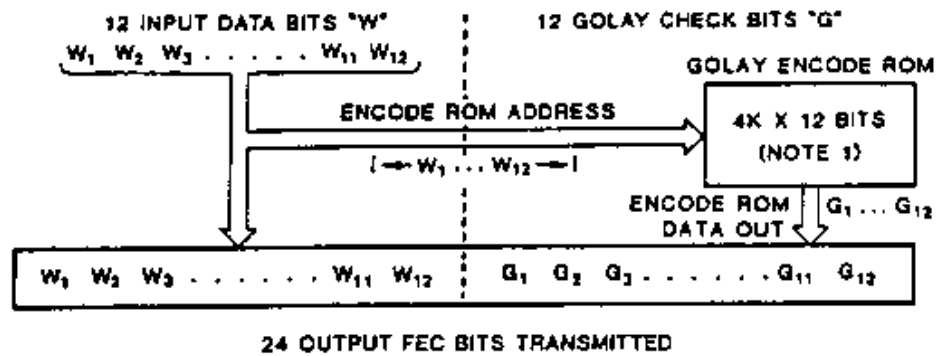 12 INPUT DATA BITS "W"
12 GOLAY CHECK BITS "G"
W1 W2 W3 . . . . . . W11 W12
GOLAY ENCODE ROM
ENCODE ROM ADDRESS
4K X 12 BITS
(NOTE 1)
W1 ... W12
ENCODE ROM
DATA OUT
G1 ... G12
W1 W2 W3 . . . . . . W11 W12
G1 G2 G3 . . . . . . G11 G12
24 OUTPUT FEC BITS TRANSMITTED